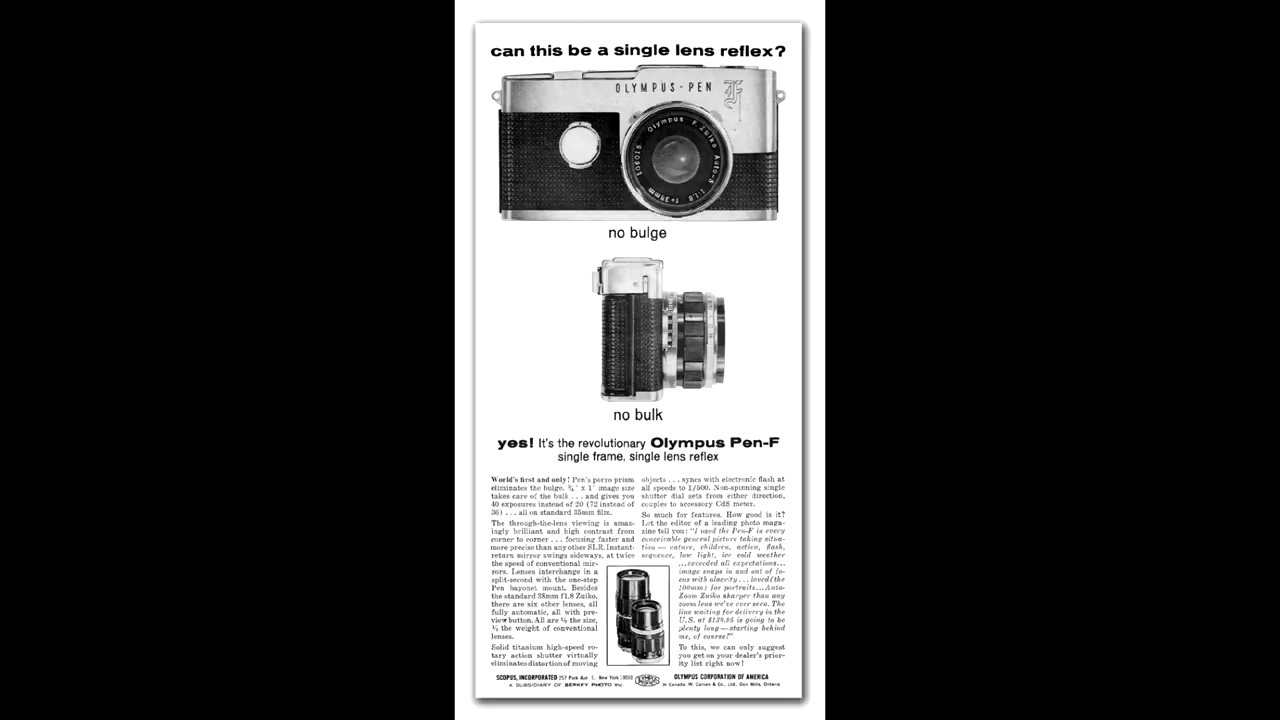 can this be a single lens reflex?
OLYMPUS-PEN F
Olympus F.Zuiko Auto-S 1:1.8 f=38mm
no bulge
no bulk
yes! It's the revolutionary Olympus Pen-F
single frame, single lens reflex
World's first and only! Pen's porro prism
eliminates the bulge. ¾" x 1" image size
takes care of the bulk . . . and gives you
40 exposures instead of 20 (72 instead of
36) . . . all on standard 35mm film.
The through-the-lens viewing is amaz-
ingly brilliant and high contrast from
corner to corner . . . focusing faster and
more precise than any other SLR. Instant-
return mirror swings sideways, at twice
the speed of conventional mir-
rors. Lenses interchange in a
split-second with the one-step
Pen bayonet mount. Besides
the standard 38mm f1.8 Zuiko,
there are six other lenses, all
fully automatic, all with pre-
view button. All are ½ the size,
⅓ the weight of conventional
lenses.
Solid titanium high-speed ro-
tary action shutter virtually
eliminates distortion of moving
objects . . . syncs with electronic flash at
all speeds to 1/500. Non-spinning single
shutter dial sets from either direction,
couples to accessory CdS meter.
So much for features. How good is it?
Let the editor of a leading photo maga-
zine tell you: "I used the Pen-F in every
conceivable general picture taking situa-
tion — nature, children, action, flash,
sequence, low light, ice cold weather
...exceeded all expectations...
image snaps in and out of fo-
cus with alacrity . . . loved (the
100mm) for portraits...Auto-
Zoom Zuiko sharper than any
zoom lens we've ever seen. The
line waiting for delivery in the
U.S. at $139.95 is going to be
plenty long—starting behind
me, of course!"
To this, we can only suggest
you get on your dealer's prior-
ity list right now!
SCOPUS, INCORPORATED 257 Park Ave. S., New York 10010
A SUBSIDIARY OF BERKEY PHOTO Inc.
OLYMPUS CORPORATION OF AMERICA
In Canada: W. Carsen & Co., Ltd., Don Mills, Ontario